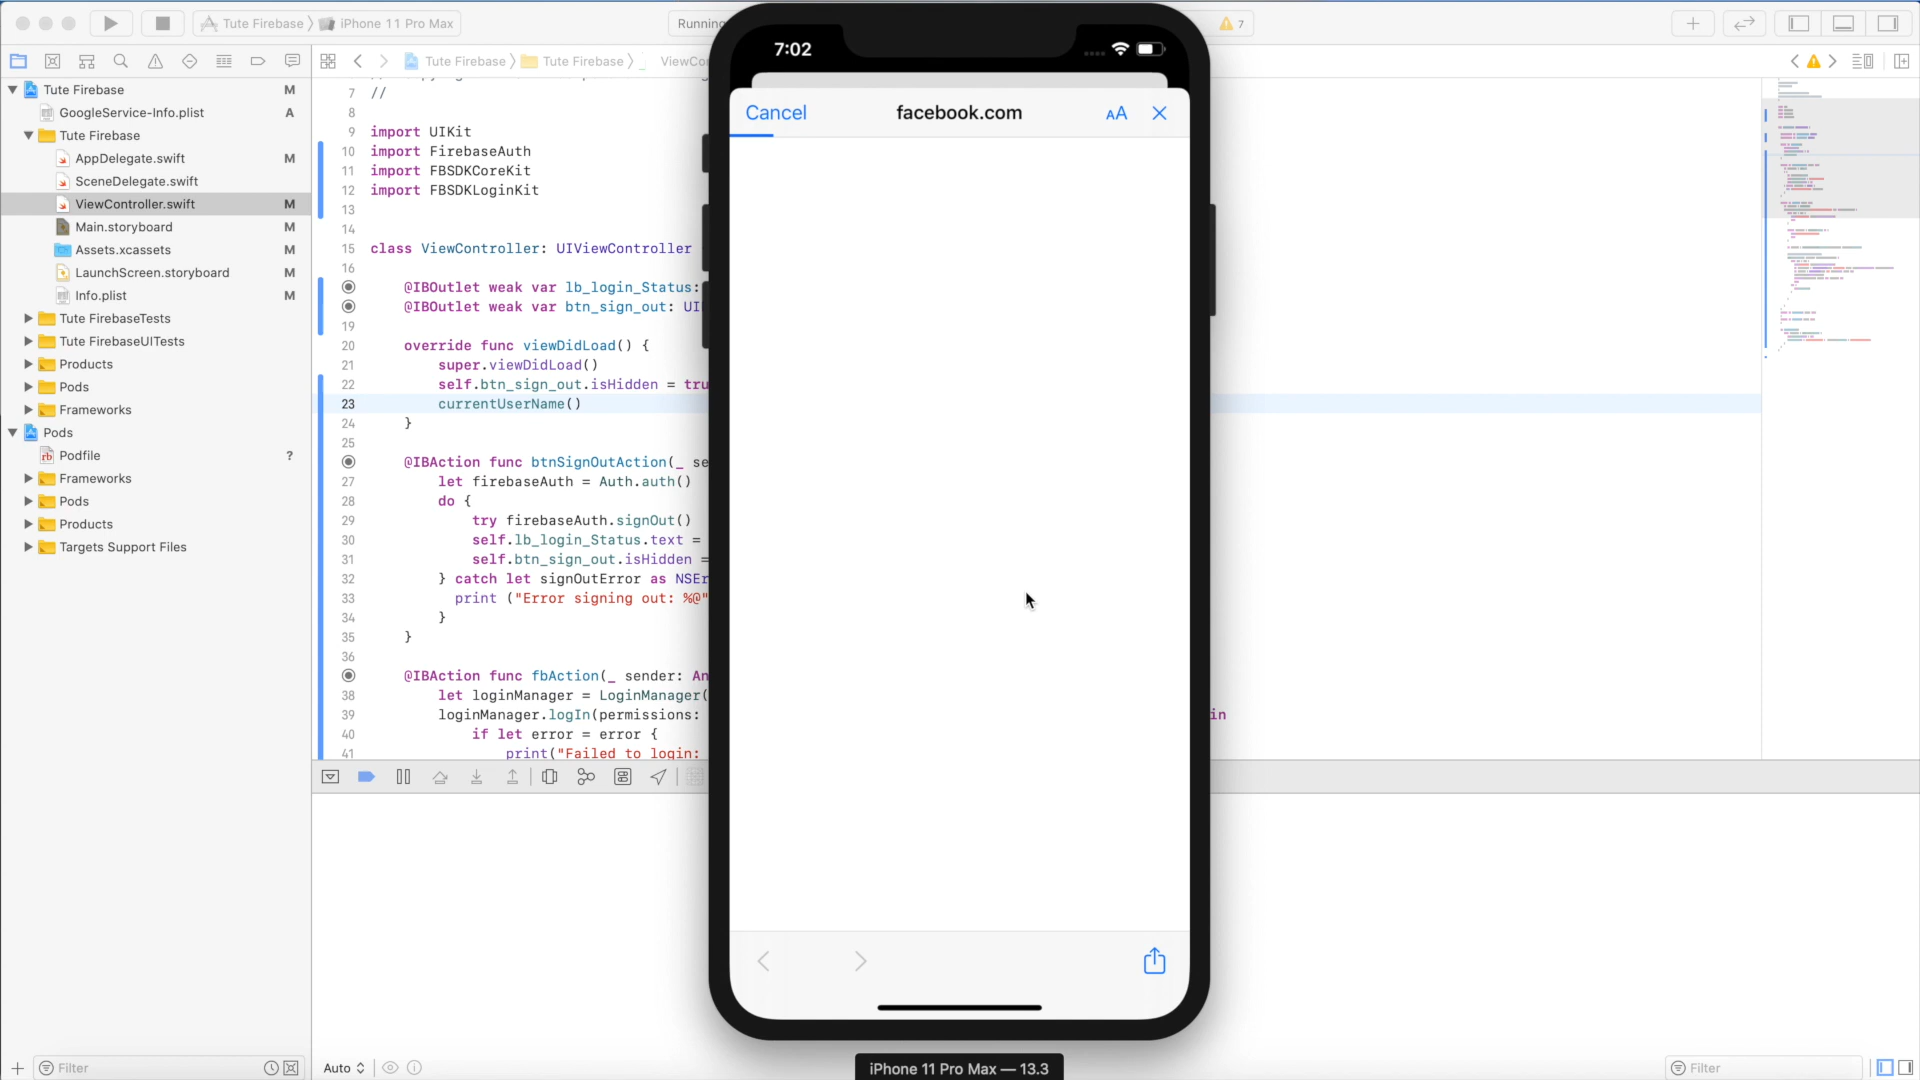 Tute Firebase
iPhone 11 Pro Max
Running
7
Tute Firebase
Tute Firebase
Tute Firebase M
GoogleService-Info.plist A
Tute Firebase
AppDelegate.swift M
SceneDelegate.swift
ViewController.swift M
Main.storyboard M
Assets.xcassets M
LaunchScreen.storyboard M
Info.plist M
Tute FirebaseTests
Tute FirebaseUITests
Products
Pods
Frameworks
Pods
Podfile ?
Frameworks
Pods
Products
Targets Support Files
Filter
7 //
8
9 import UIKit
10 import FirebaseAuth
11 import FBSDKCoreKit
12 import FBSDKLoginKit
13
14
15 class ViewController: UIViewController
16
@IBOutlet weak var lb_login_Status:
@IBOutlet weak var btn_sign_out: UI
19
20 override func viewDidLoad() {
21 super.viewDidLoad()
22 self.btn_sign_out.isHidden = tru
23 currentUserName()
24 }
25
@IBAction func btnSignOutAction(_ se
27 let firebaseAuth = Auth.auth()
28 do {
29 try firebaseAuth.signOut()
30 self.lb_login_Status.text =
31 self.btn_sign_out.isHidden =
32 } catch let signOutError as NSEr
33 print ("Error signing out: %@"
34 }
35 }
36
@IBAction func fbAction(_ sender: An
38 let loginManager = LoginManager(
39 loginManager.logIn(permissions: in
40 if let error = error {
41 print("Failed to login:
Auto
Filter
7:02
Cancel
facebook.com
AA
iPhone 11 Pro Max — 13.3